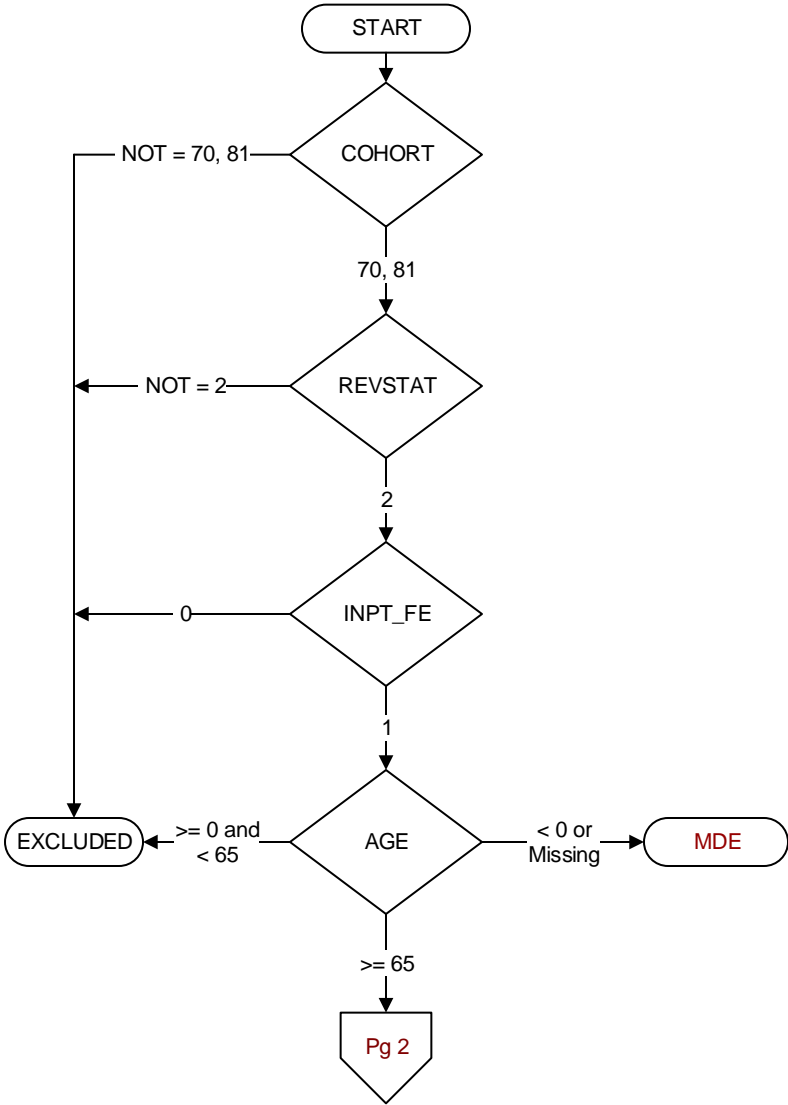 START
COHORT
NOT = 70, 81
70, 81
REVSTAT
NOT = 2
2
INPT_FE
0
1
AGE
>= 0 and
< 65
EXCLUDED
< 0 or
Missing
MDE
>= 65
Pg 2